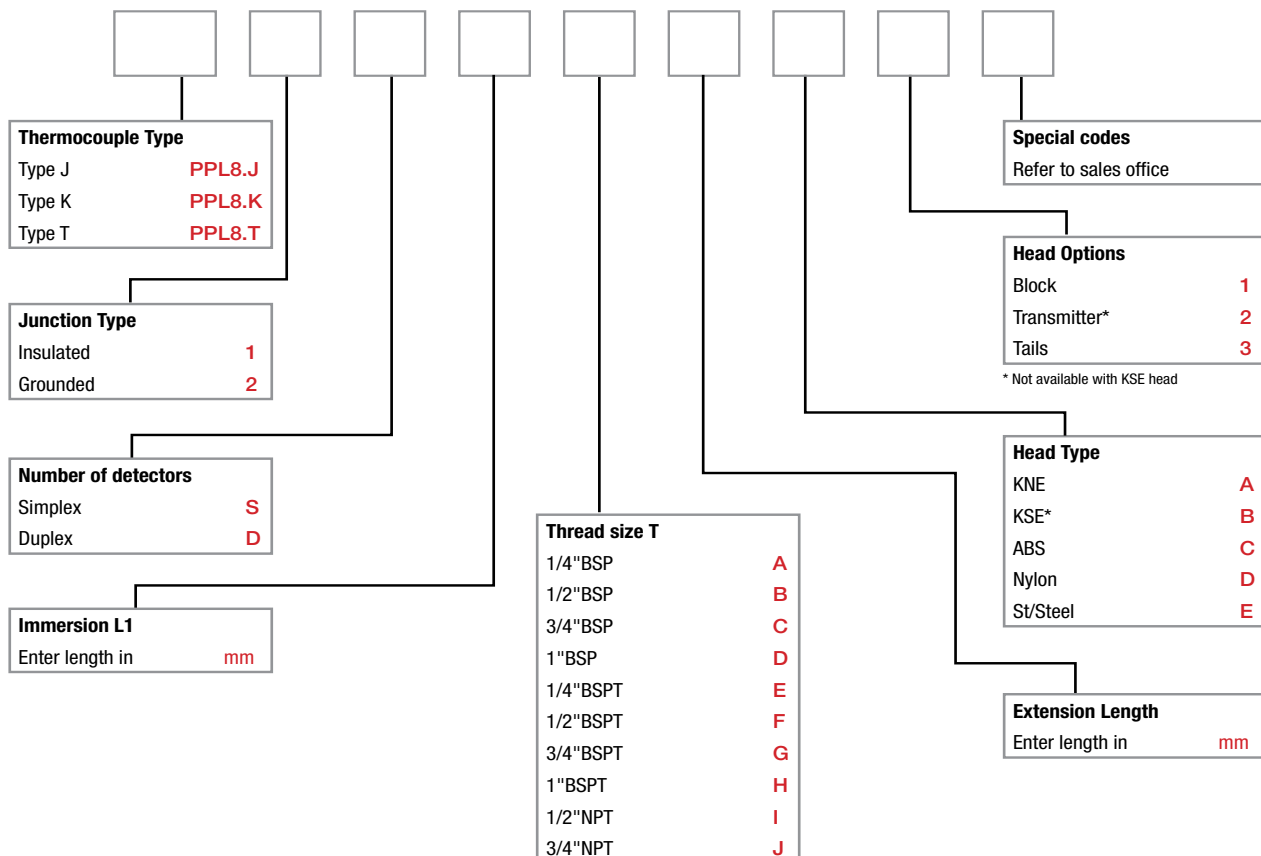 Thermocouple Type
Type J PPL8.J
Type K PPL8.K
Type T PPL8.T
Junction Type
Insulated 1
Grounded 2
Number of detectors
Simplex S
Duplex D
Immersion L1
Enter length in mm
Thread size T
1/4"BSP A
1/2"BSP B
3/4"BSP C
1"BSP D
1/4"BSPT E
1/2"BSPT F
3/4"BSPT G
1"BSPT H
1/2"NPT I
3/4"NPT J
Special codes
Refer to sales office
Head Options
Block 1
Transmitter* 2
Tails 3
* Not available with KSE head
Head Type
KNE A
KSE* B
ABS C
Nylon D
St/Steel E
Extension Length
Enter length in mm